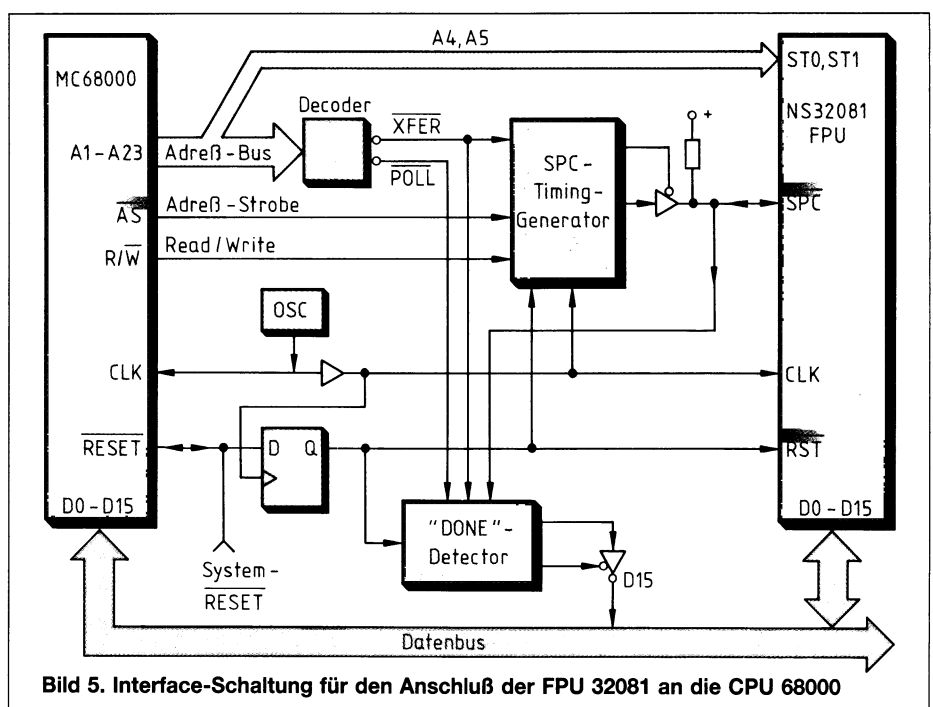 A4, A5
MC68000
ST0, ST1
Decoder
XFER
NS32081
FPU
A1-A23
Adreß-Bus
POLL
SPC-
Timing-
Generator
+
AS
Adreß-Strobe
SPC
R/W
Read/Write
OSC
CLK
CLK
RESET
D Q
RST
D0-D15
"DONE"-
Detector
D0-D15
System-
RESET
D15
Datenbus
Bild 5. Interface-Schaltung für den Anschluß der FPU 32081 an die CPU 68000